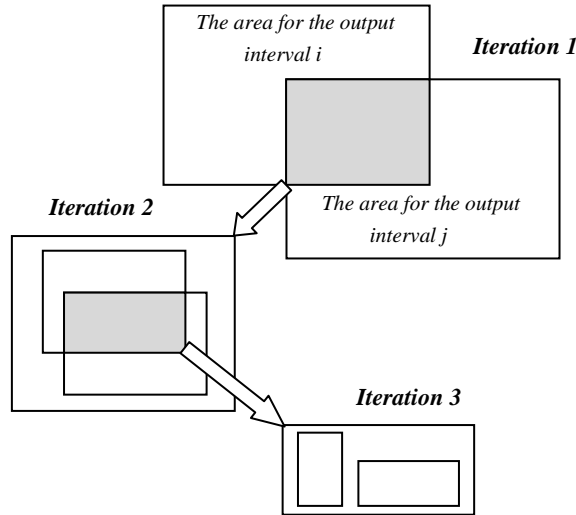 The area for the output
interval i
Iteration 1
The area for the output
interval j
Iteration 2
Iteration 3